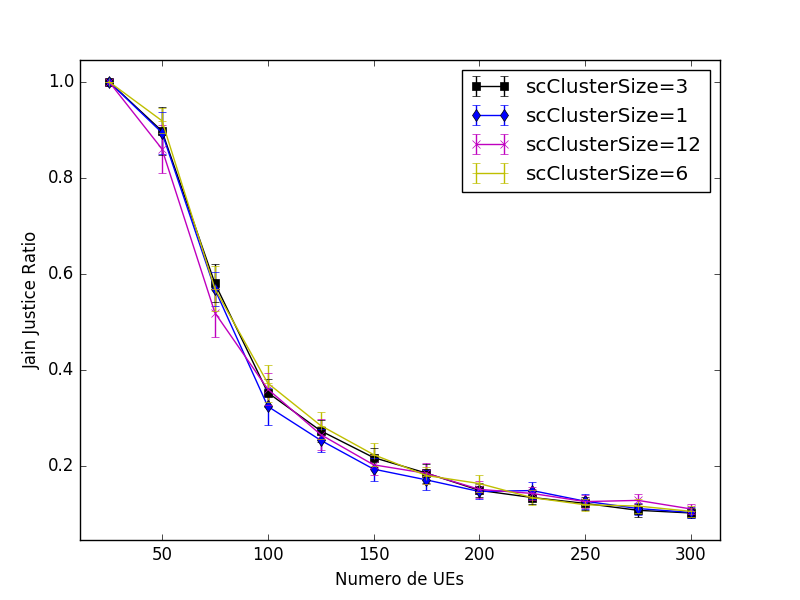 scClusterSize=3
scClusterSize=1
scClusterSize=12
scClusterSize=6
Jain Justice Ratio
1.0
0.8
0.6
0.4
0.2
50 100 150 200 250 300
Numero de UEs